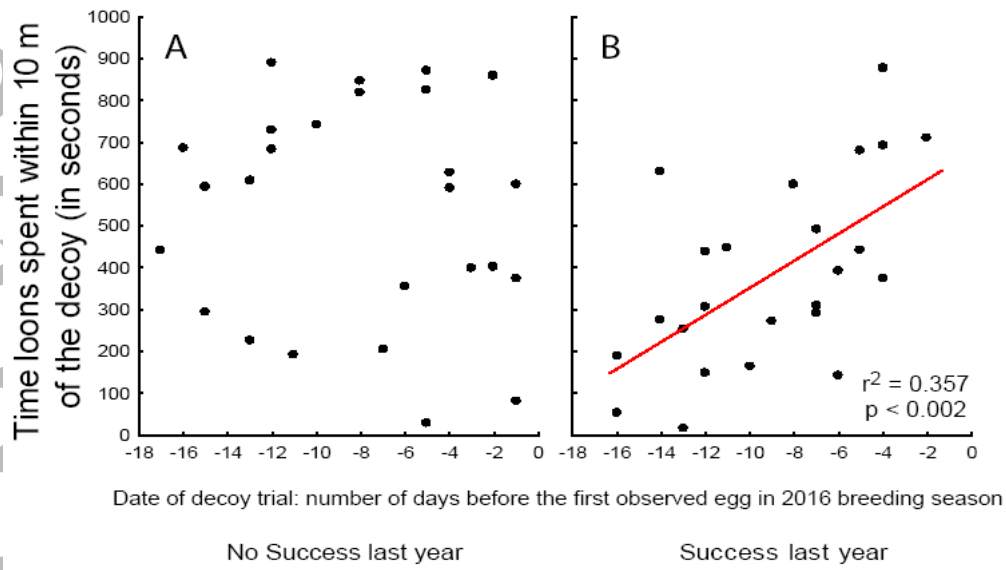 Time loons spent within 10 m
of the decoy (in seconds)
1000
900
800
700
600
500
400
300
200
100
0
A
B
r² = 0.357
p < 0.002
-18 -16 -14 -12 -10 -8 -6 -4 -2 0
-18 -16 -14 -12 -10 -8 -6 -4 -2 0
Date of decoy trial: number of days before the first observed egg in 2016 breeding season
No Success last year
Success last year